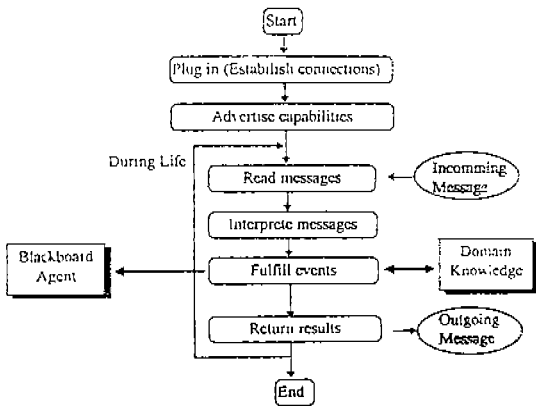 Start
Plug in (Estabilish connections)
Advertise capabilities
During Life
Read messages
Incomming
Message
Interprete messages
Blackboard
Agent
Fulfill events
Domain
Knowledge
Return results
Outgoing
Message
End